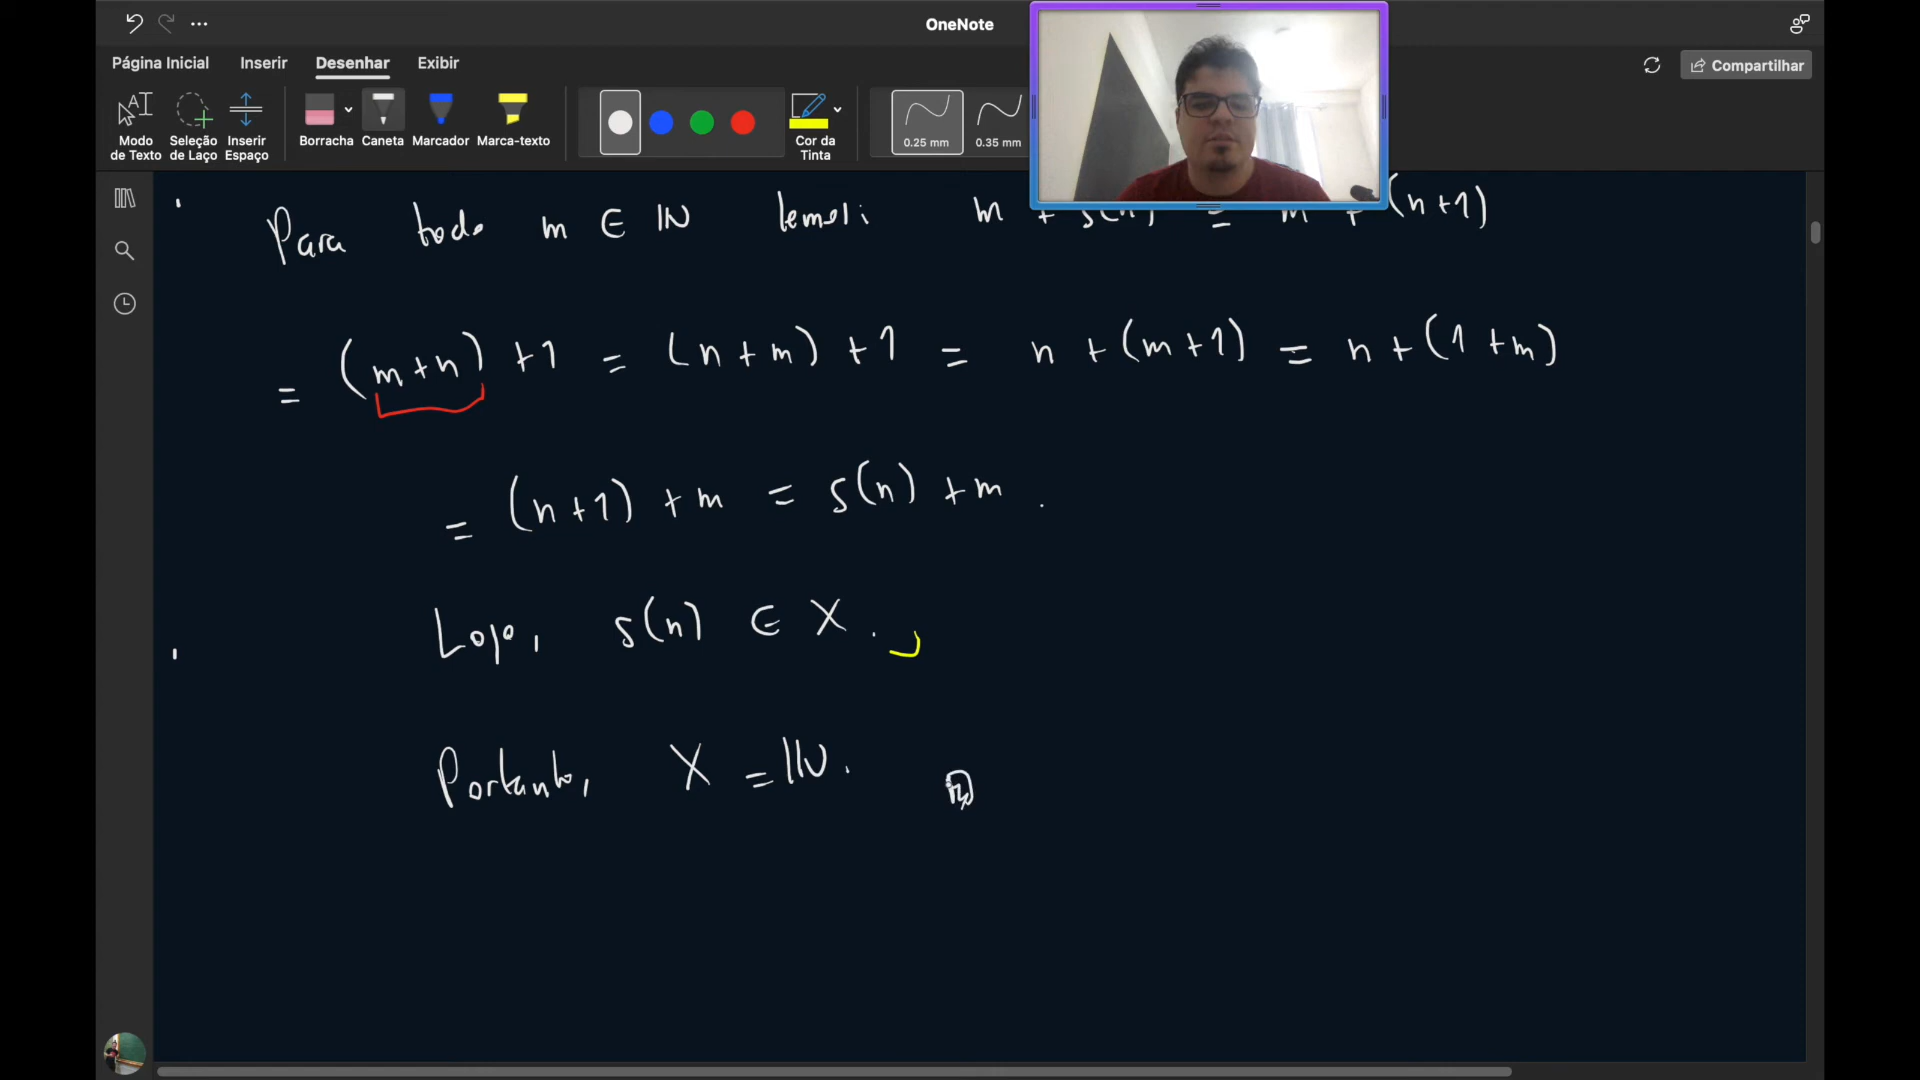 OneNote
Página Inicial Inserir Desenhar Exibir Compartilhar
Modo de Texto Seleção de Laço Inserir Espaço Borracha Caneta Marcador Marca-texto Cor da Tinta 0.25 mm 0.35 mm
Para todo m ∈ ℕ temos: m + s(n) = m + (n+1)
= (m+n) +1 = (n+m) +1 = n + (m+1) = n + (1+m)
= (n+1) + m = s(n) + m .
Logo, s(n) ∈ X .
Portanto, X = ℕ.